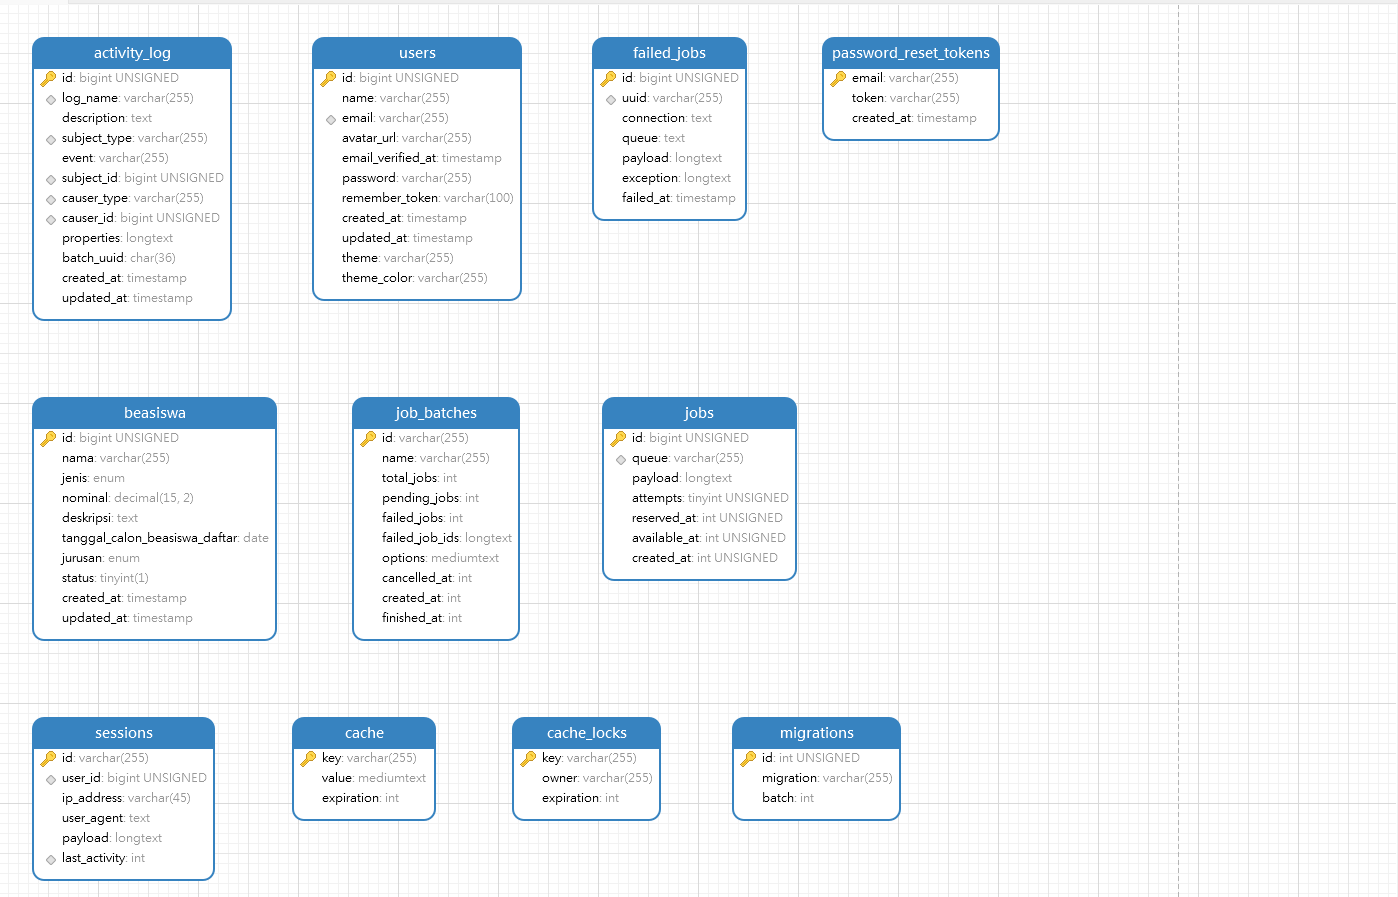 activity_log
id: bigint UNSIGNED
log_name: varchar(255)
description: text
subject_type: varchar(255)
event: varchar(255)
subject_id: bigint UNSIGNED
causer_type: varchar(255)
causer_id: bigint UNSIGNED
properties: longtext
batch_uuid: char(36)
created_at: timestamp
updated_at: timestamp
users
id: bigint UNSIGNED
name: varchar(255)
email: varchar(255)
avatar_url: varchar(255)
email_verified_at: timestamp
password: varchar(255)
remember_token: varchar(100)
created_at: timestamp
updated_at: timestamp
theme: varchar(255)
theme_color: varchar(255)
failed_jobs
id: bigint UNSIGNED
uuid: varchar(255)
connection: text
queue: text
payload: longtext
exception: longtext
failed_at: timestamp
password_reset_tokens
email: varchar(255)
token: varchar(255)
created_at: timestamp
beasiswa
id: bigint UNSIGNED
nama: varchar(255)
jenis: enum
nominal: decimal(15, 2)
deskripsi: text
tanggal_calon_beasiswa_daftar: date
jurusan: enum
status: tinyint(1)
created_at: timestamp
updated_at: timestamp
job_batches
id: varchar(255)
name: varchar(255)
total_jobs: int
pending_jobs: int
failed_jobs: int
failed_job_ids: longtext
options: mediumtext
cancelled_at: int
created_at: int
finished_at: int
jobs
id: bigint UNSIGNED
queue: varchar(255)
payload: longtext
attempts: tinyint UNSIGNED
reserved_at: int UNSIGNED
available_at: int UNSIGNED
created_at: int UNSIGNED
sessions
id: varchar(255)
user_id: bigint UNSIGNED
ip_address: varchar(45)
user_agent: text
payload: longtext
last_activity: int
cache
key: varchar(255)
value: mediumtext
expiration: int
cache_locks
key: varchar(255)
owner: varchar(255)
expiration: int
migrations
id: int UNSIGNED
migration: varchar(255)
batch: int